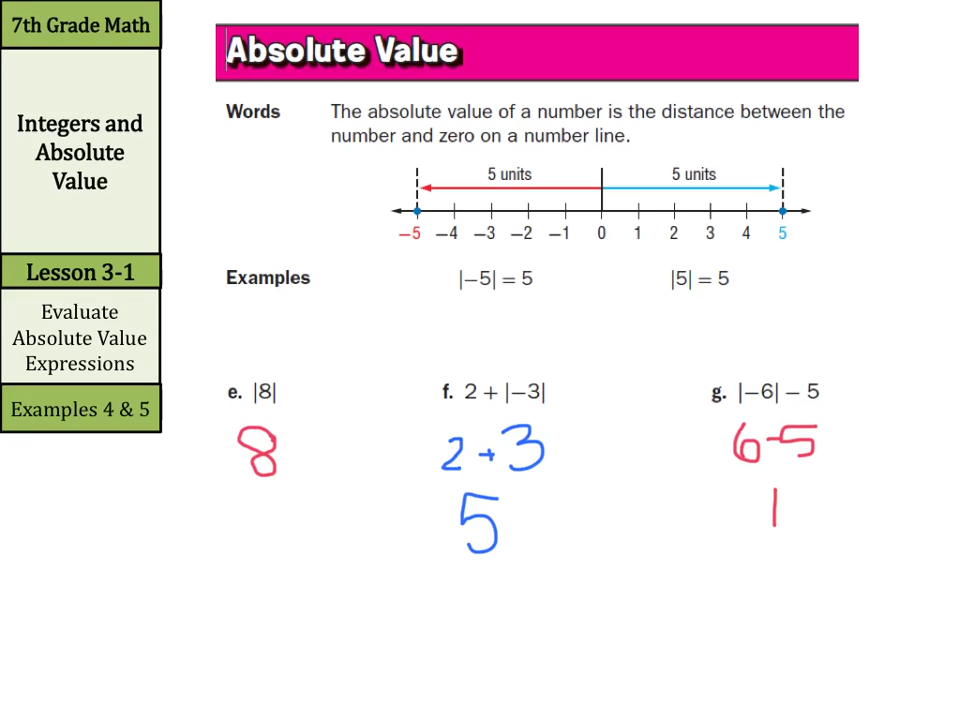 7th Grade Math
Integers and
Absolute
Value
Lesson 3-1
Evaluate
Absolute Value
Expressions
Examples 4 & 5
Absolute Value
Words The absolute value of a number is the distance between the
number and zero on a number line.
5 units 5 units
−5 −4 −3 −2 −1 0 1 2 3 4 5
Examples |−5| = 5 |5| = 5
e. |8| f. 2 + |−3| g. |−6| − 5
8 2 + 3 6-5
5 1